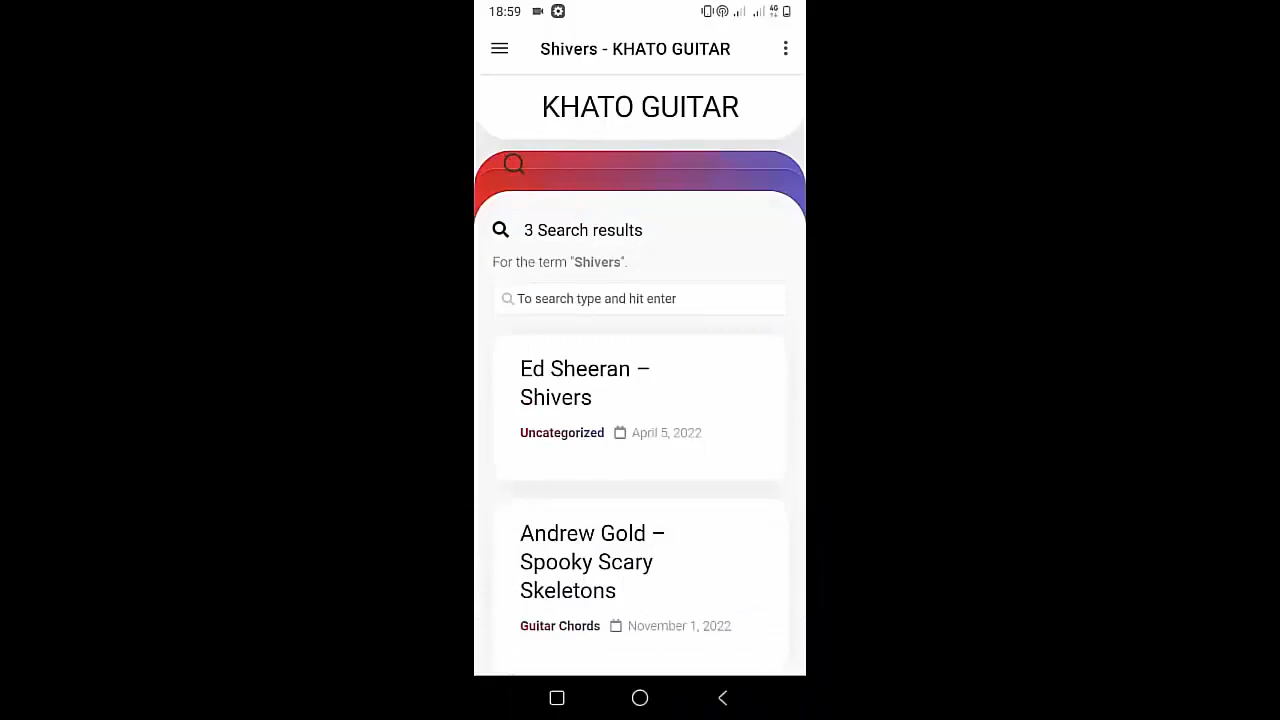 18:59
4G
Shivers - KHATO GUITAR
KHATO GUITAR
3 Search results
For the term "Shivers".
To search type and hit enter
Ed Sheeran –
Shivers
Uncategorized April 5, 2022
Andrew Gold –
Spooky Scary
Skeletons
Guitar Chords November 1, 2022